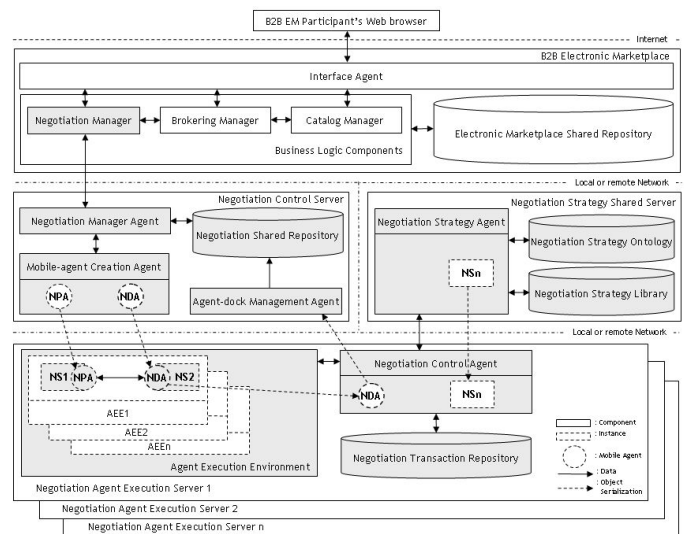 B2B EM Participant's Web browser
Internet
B2B Electronic Marketplace
Interface Agent
Negotiation Manager
Brokering Manager
Catalog Manager
Business Logic Components
Electronic Marketplace Shared Repository
Local or remote Network
Negotiation Control Server
Negotiation Manager Agent
Negotiation Shared Repository
Mobile-agent Creation Agent
NPA
NDA
Agent-dock Management Agent
Negotiation Strategy Shared Server
Negotiation Strategy Agent
NSn
Negotiation Strategy Ontology
Negotiation Strategy Library
Local or remote Network
NS1
NPA
NDA
NS2
AEE1
AEE2
AEEn
Agent Execution Environment
Negotiation Control Agent
NDA
NSn
Negotiation Transaction Repository
: Component
: Instance
: Mobile Agent
: Data
: Object
Serialization
Negotiation Agent Execution Server 1
Negotiation Agent Execution Server 2
Negotiation Agent Execution Server n